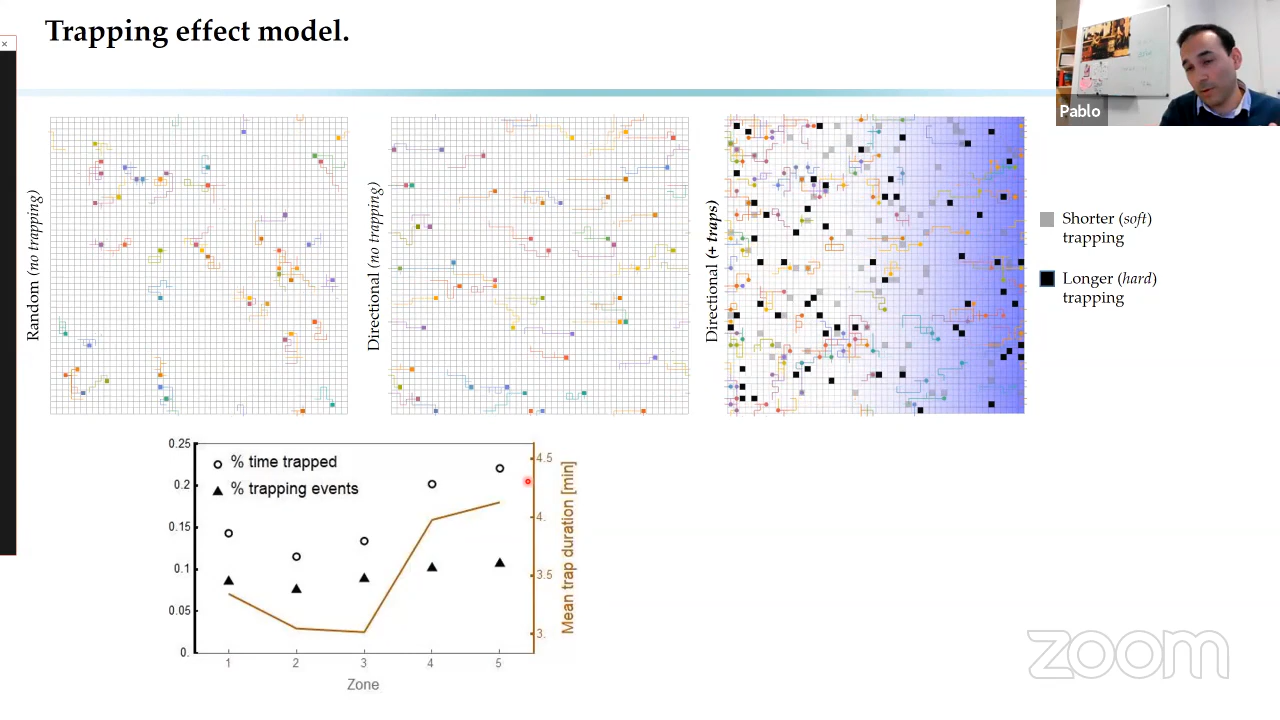 Trapping effect model.
Pablo
Random (no trapping)
Directional (no trapping)
Directional (+ traps)
Shorter (soft)
trapping
Longer (hard)
trapping
% time trapped
% trapping events
0.25
0.2
0.15
0.1
0.05
0.
4.5
4.
3.5
3.
Mean trap duration [min]
1 2 3 4 5
Zone
zoom